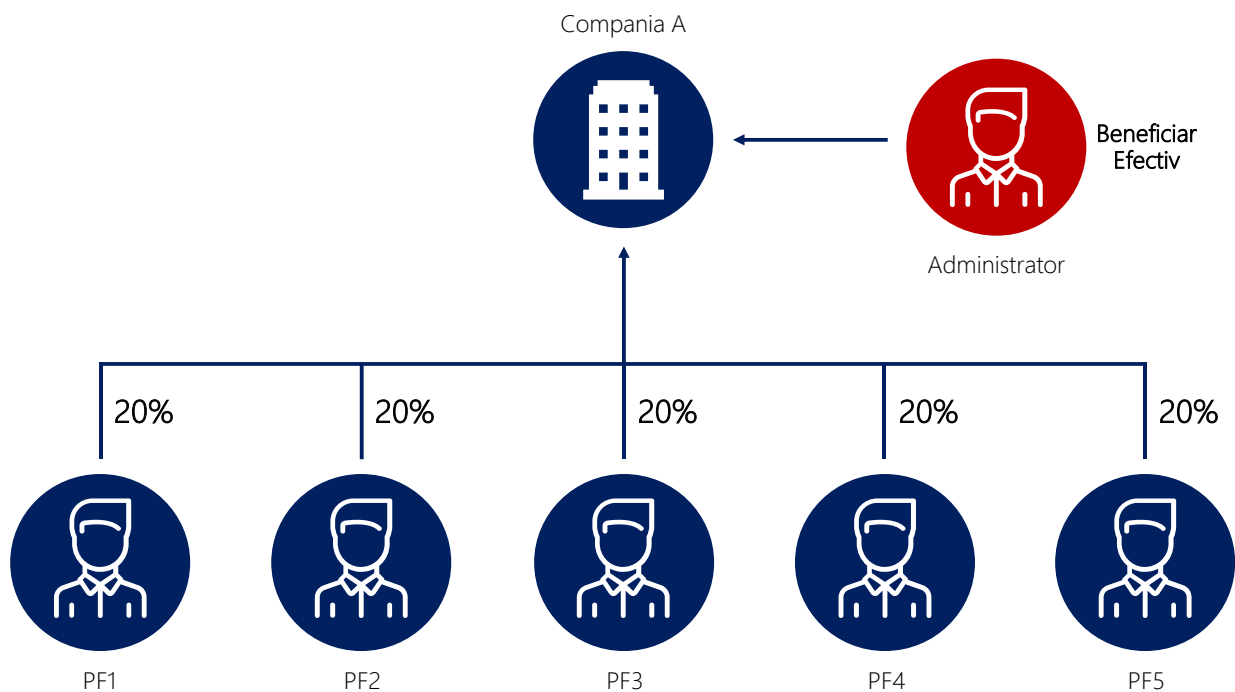 Compania A
Beneficiar
Efectiv
Administrator
20%
20%
20%
20%
20%
PF1
PF2
PF3
PF4
PF5